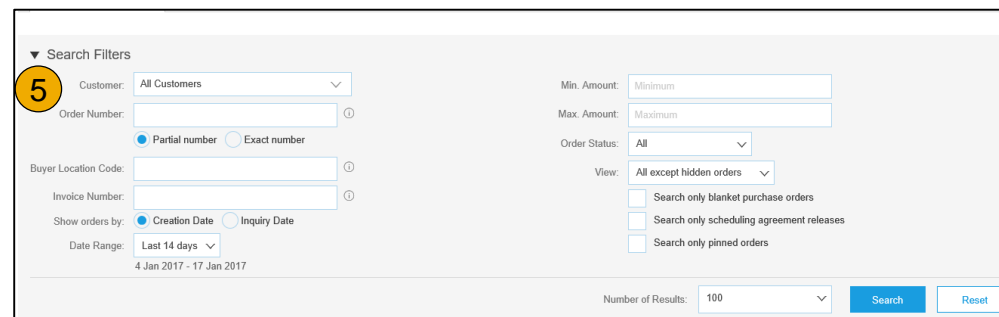 ▼ Search Filters
5
Customer: All Customers
Order Number:
Partial number Exact number
Buyer Location Code:
Invoice Number:
Show orders by: Creation Date Inquiry Date
Date Range: Last 14 days
4 Jan 2017 - 17 Jan 2017
Min. Amount: Minimum
Max. Amount: Maximum
Order Status: All
View: All except hidden orders
Search only blanket purchase orders
Search only scheduling agreement releases
Search only pinned orders
Number of Results: 100 Search Reset